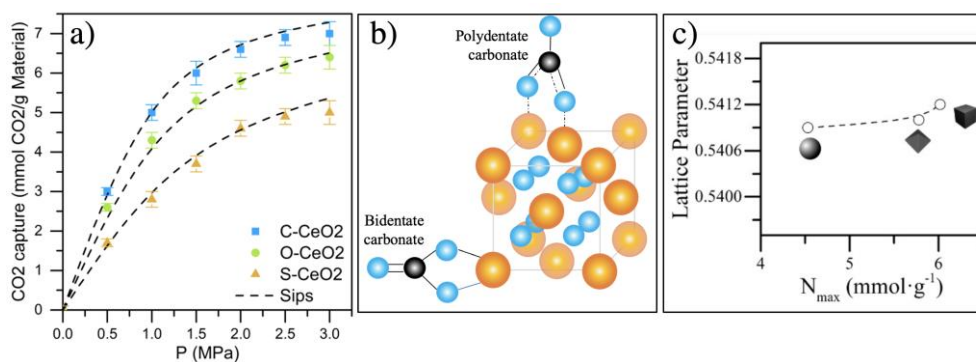 a)
CO2 capture (mmol CO2/g Material)
7
6
5
4
3
2
1
0
C-CeO2
O-CeO2
S-CeO2
Sips
0.0 0.5 1.0 1.5 2.0 2.5 3.0
P (MPa)
b)
Polydentate
carbonate
Bidentate
carbonate
c)
Lattice Parameter
0.5418
0.5412
0.5406
0.5400
4 5 6
Nmax (mmol·g-1)